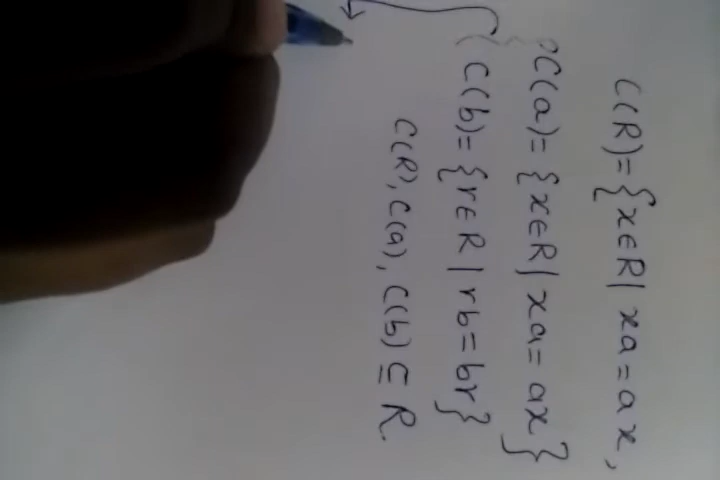 C(R)={x∈R| xa=ax,
C(a)={x∈R| xa=ax}
C(b)={r∈R| rb=br}
C(R), C(a), C(b) ⊆ R.